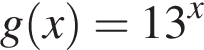 g(x) = 13^x